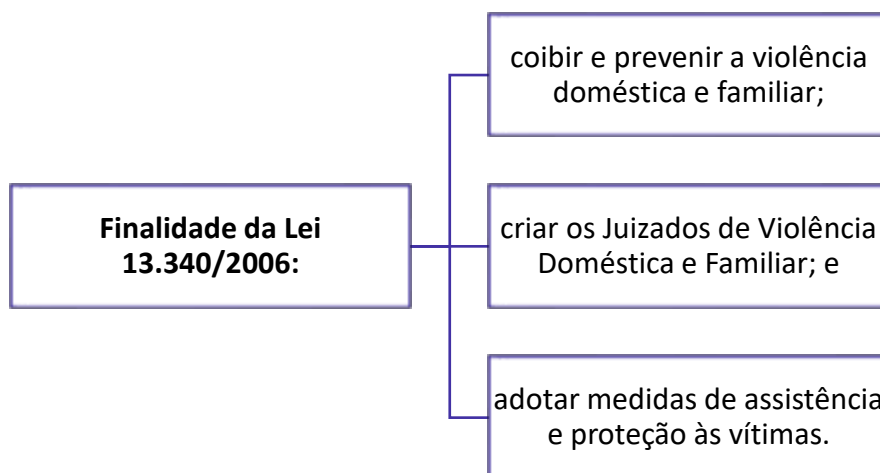 Finalidade da Lei
13.340/2006:
coibir e prevenir a violência
doméstica e familiar;
criar os Juizados de Violência
Doméstica e Familiar; e
adotar medidas de assistência
e proteção às vítimas.